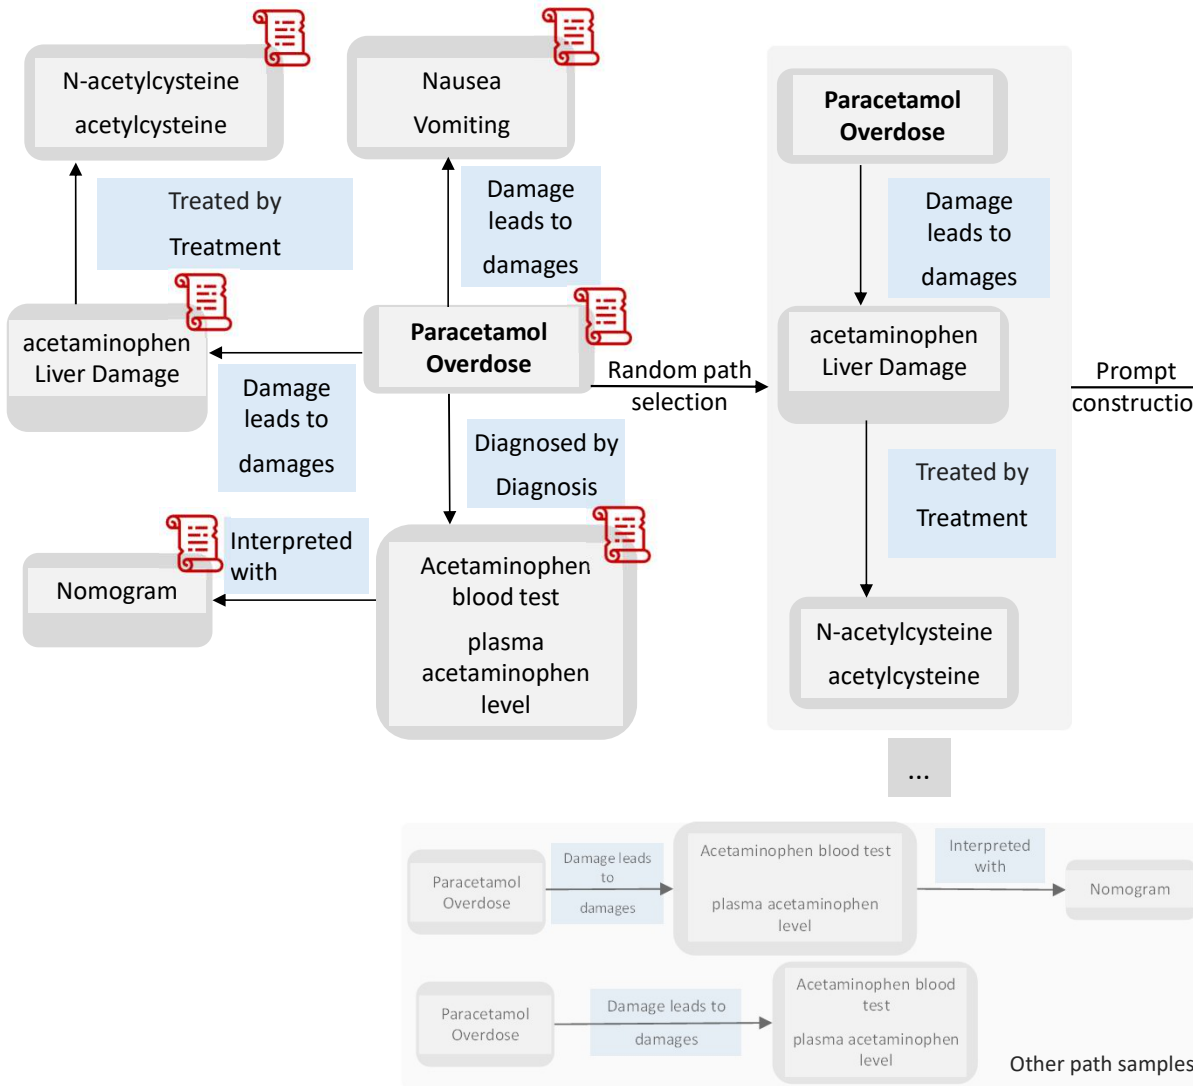 N-acetylcysteine
acetylcysteine
Nausea
Vomiting
Treated by
Treatment
Damage
leads to
damages
acetaminophen
Liver Damage
Paracetamol
Overdose
Damage
leads to
damages
Diagnosed by
Diagnosis
Interpreted
with
Nomogram
Acetaminophen
blood test
plasma
acetaminophen
level
Random path
selection
Paracetamol
Overdose
Damage
leads to
damages
acetaminophen
Liver Damage
Treated by
Treatment
N-acetylcysteine
acetylcysteine
Prompt
constructio
...
Paracetamol
Overdose
Damage leads
to
damages
Acetaminophen blood test
plasma acetaminophen
level
Interpreted
with
Nomogram
Paracetamol
Overdose
Damage leads to
damages
Acetaminophen blood
test
plasma acetaminophen
level
Other path samples